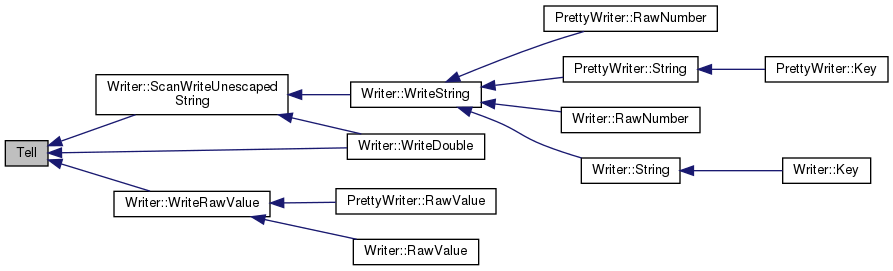 PrettyWriter::RawNumber
PrettyWriter::String
PrettyWriter::Key
Writer::ScanWriteUnescaped
String
Writer::WriteString
Writer::RawNumber
Writer::WriteDouble
Tell
Writer::String
Writer::Key
Writer::WriteRawValue
PrettyWriter::RawValue
Writer::RawValue